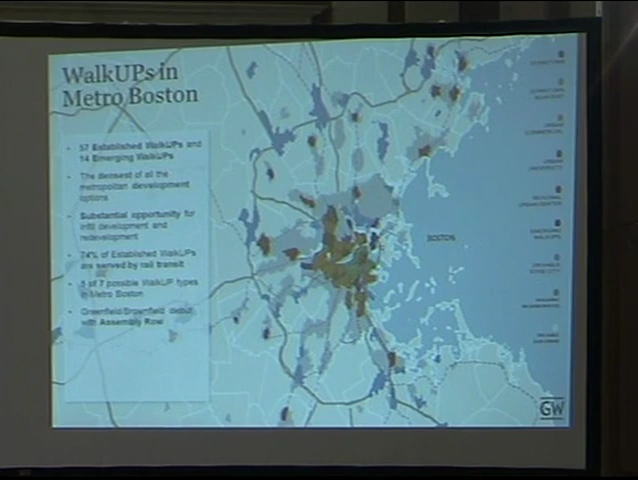 WalkUPs in
Metro Boston
57 Established WalkUPs and
14 Emerging WalkUPs
The densest of all the
metropolitan development
options
Substantial opportunity for
infill development and
redevelopment
74% of Established WalkUPs
are served by rail transit
5 of 7 possible WalkUP types
in Metro Boston
Greenfield/Brownfield debut
with Assembly Row
BOSTON
GW